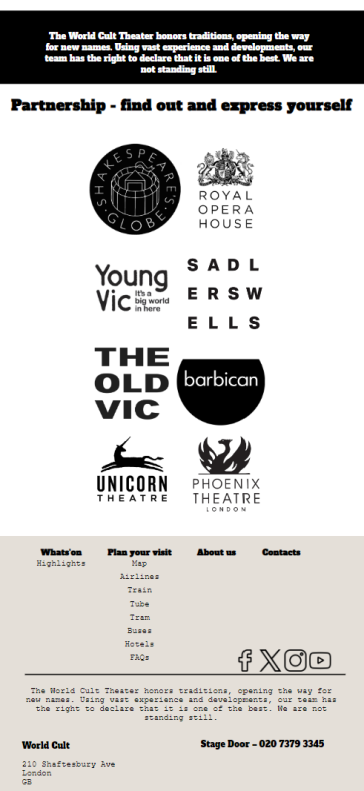 The World Cult Theater honors traditions, opening the way
for new names. Using vast experience and developments, our
team has the right to declare that it is one of the best. We are
not standing still.
Partnership - find out and express yourself
SHAKESPEARE'S GLOBE
ROYAL
OPERA
HOUSE
Young
Vic It's a
big world
in here
SADL
ERSW
ELLS
THE
OLD
VIC
barbican
UNICORN
THEATRE
PHOENIX
THEATRE
LONDON
What's on
Highlights
Plan your visit
Map
Airlines
Train
Tube
Tram
Buses
Hotels
FAQs
About us
Contacts
The World Cult Theater honors traditions, opening the way for
new names. Using vast experience and developments, our team has
the right to declare that it is one of the best. We are not
standing still.
World Cult
210 Shaftesbury Ave
London
GB
Stage Door – 020 7379 3345